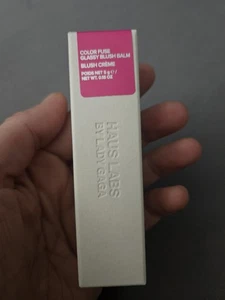 COLOR FUSE
GLASSY BLUSH BALM
BLUSH CRÈME
POIDS NET 5 g ℮ /
NET WT. 0.18 OZ
HAUS LABS
BY LADY GAGA